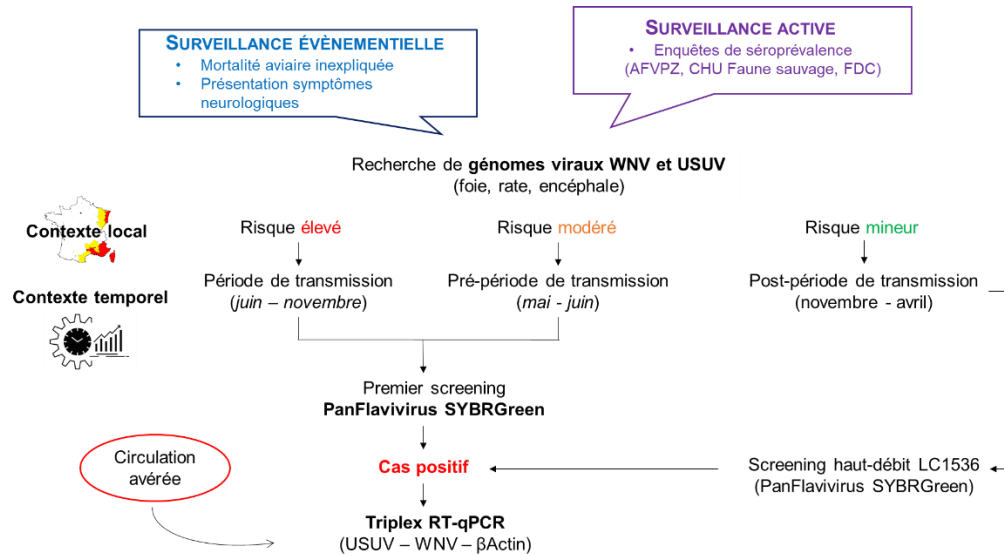 SURVEILLANCE ÉVÈNEMENTIELLE
• Mortalité aviaire inexpliquée
• Présentation symptômes
neurologiques
SURVEILLANCE ACTIVE
• Enquêtes de séroprévalence
(AFVPZ, CHU Faune sauvage, FDC)
Recherche de génomes viraux WNV et USUV
(foie, rate, encéphale)
Contexte local
Risque élevé
Risque modéré
Risque mineur
Contexte temporel
Période de transmission
(juin – novembre)
Pré-période de transmission
(mai - juin)
Post-période de transmission
(novembre - avril)
Premier screening
PanFlavivirus SYBRGreen
Circulation
avérée
Cas positif
Screening haut-débit LC1536
(PanFlavivirus SYBRGreen)
Triplex RT-qPCR
(USUV – WNV – βActin)